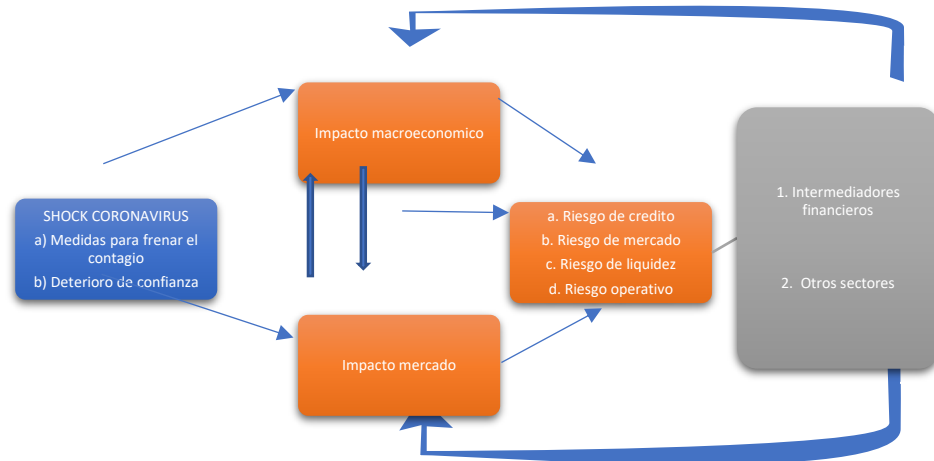 Impacto macroeconomico
SHOCK CORONAVIRUS
a) Medidas para frenar el
contagio
b) Deterioro de confianza
a. Riesgo de credito
b. Riesgo de mercado
c. Riesgo de liquidez
d. Riesgo operativo
1. Intermediadores
financieros
2. Otros sectores
Impacto mercado